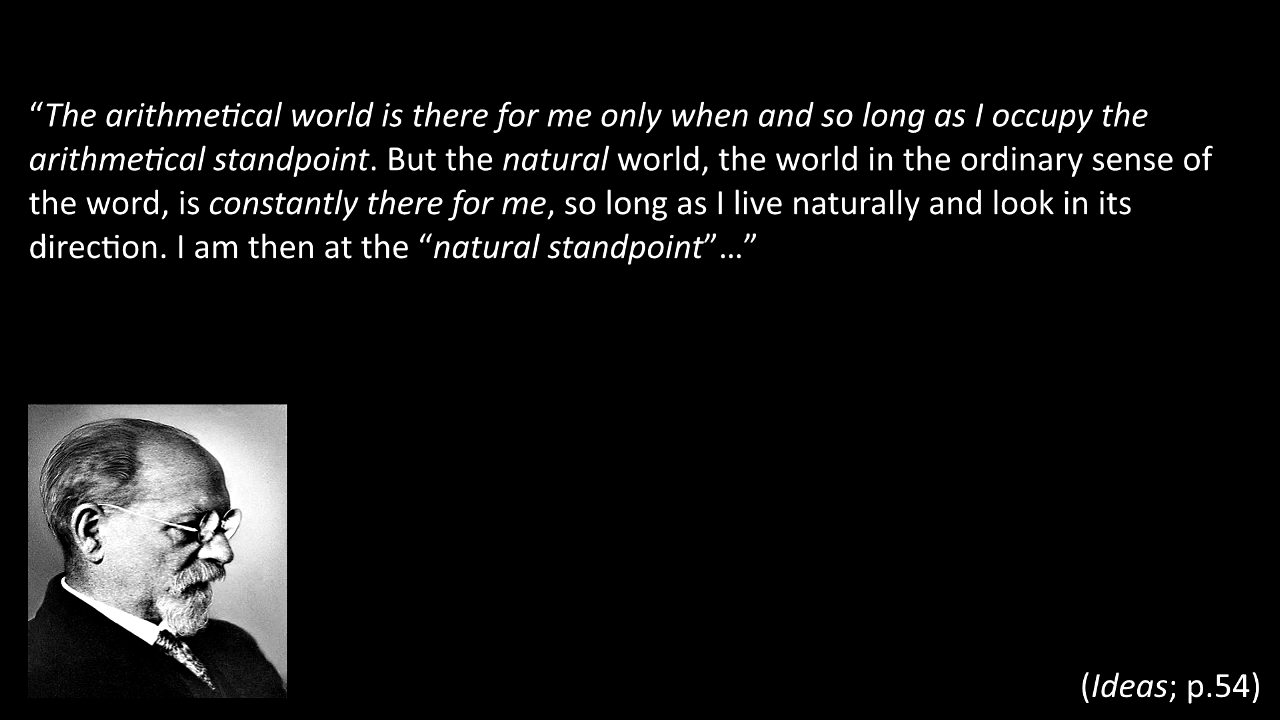 “The arithmetical world is there for me only when and so long as I occupy the
arithmetical standpoint. But the natural world, the world in the ordinary sense of
the word, is constantly there for me, so long as I live naturally and look in its
direction. I am then at the “natural standpoint”…”
(Ideas; p.54)